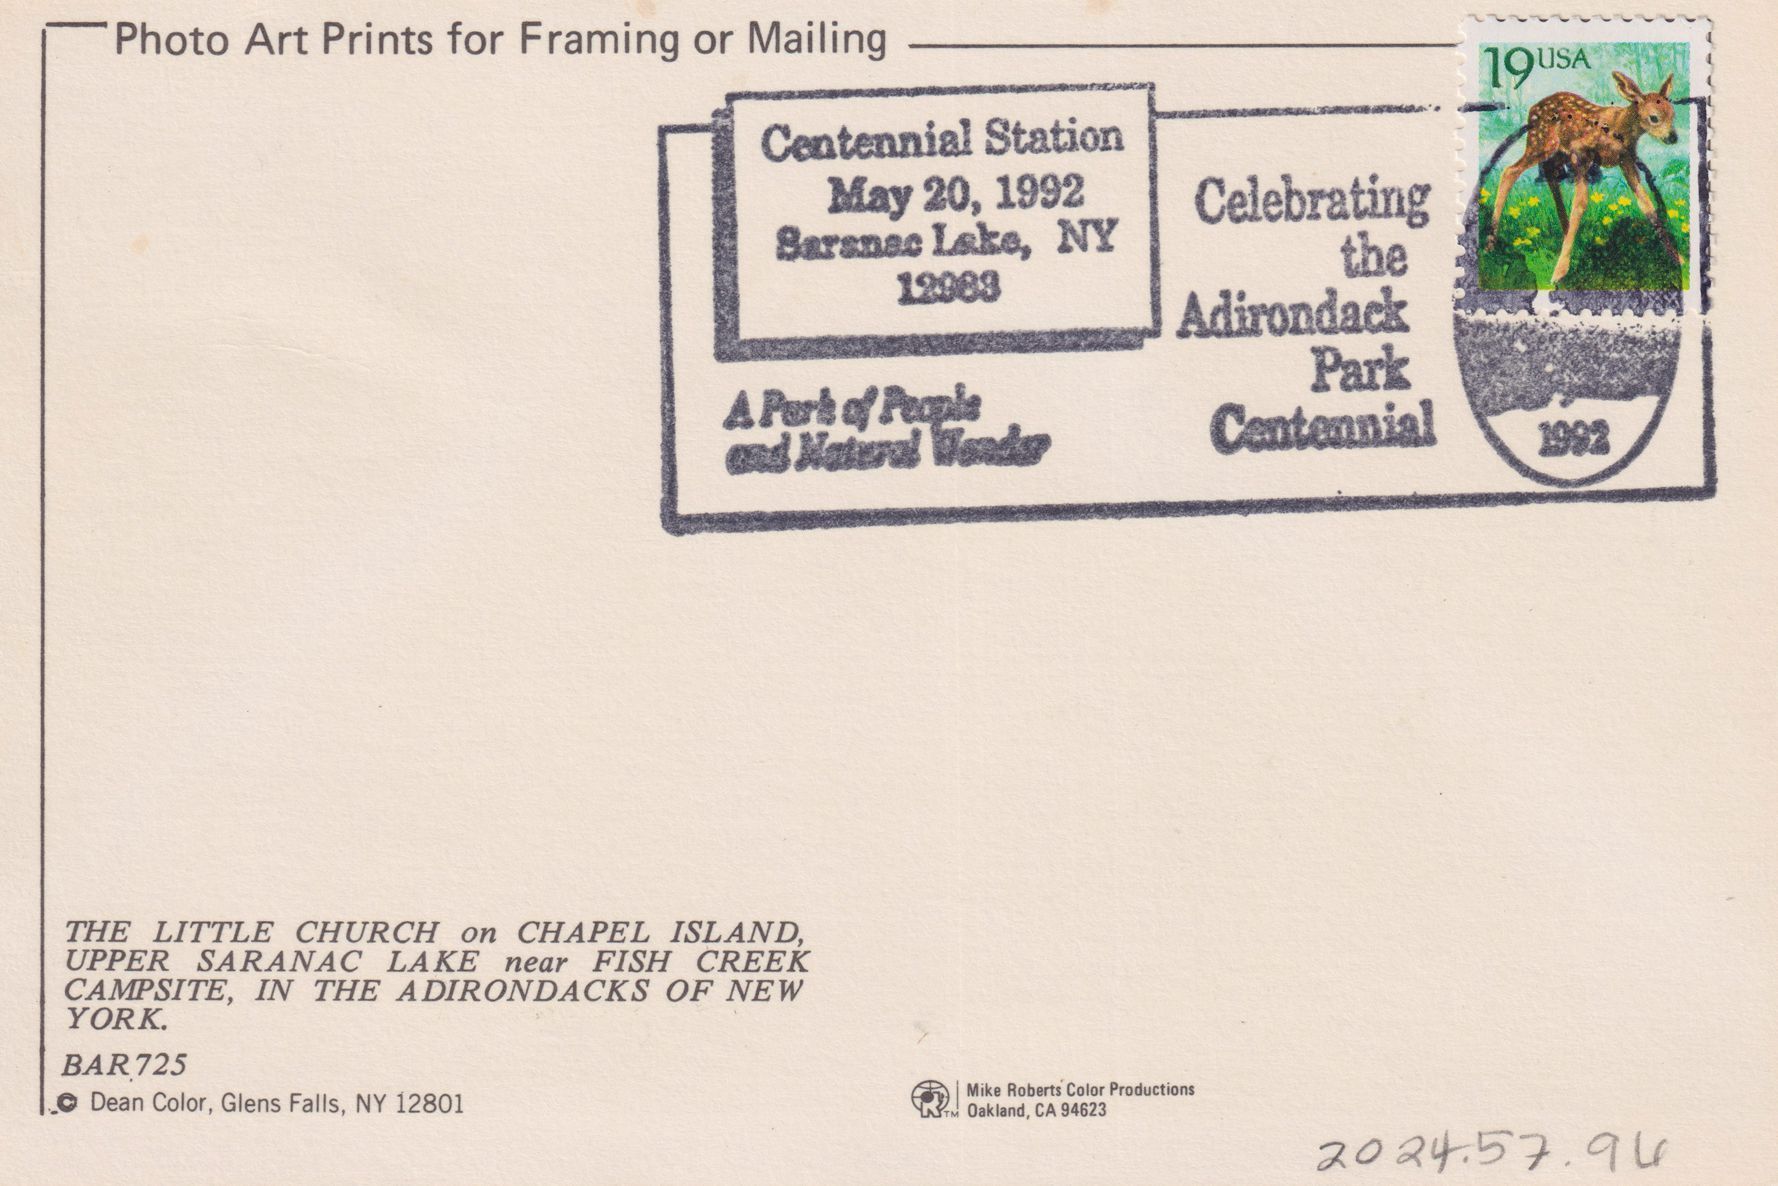 Photo Art Prints for Framing or Mailing
19 USA
Centennial Station
May 20, 1992
Saranac Lake, NY
12983
Celebrating
the
Adirondack
Park
Centennial
A Park of People
and Natural Wonder
1992
THE LITTLE CHURCH on CHAPEL ISLAND,
UPPER SARANAC LAKE near FISH CREEK
CAMPSITE, IN THE ADIRONDACKS OF NEW
YORK.
BAR725
© Dean Color, Glens Falls, NY 12801
R TM
Mike Roberts Color Productions
Oakland, CA 94623
2024.57.96